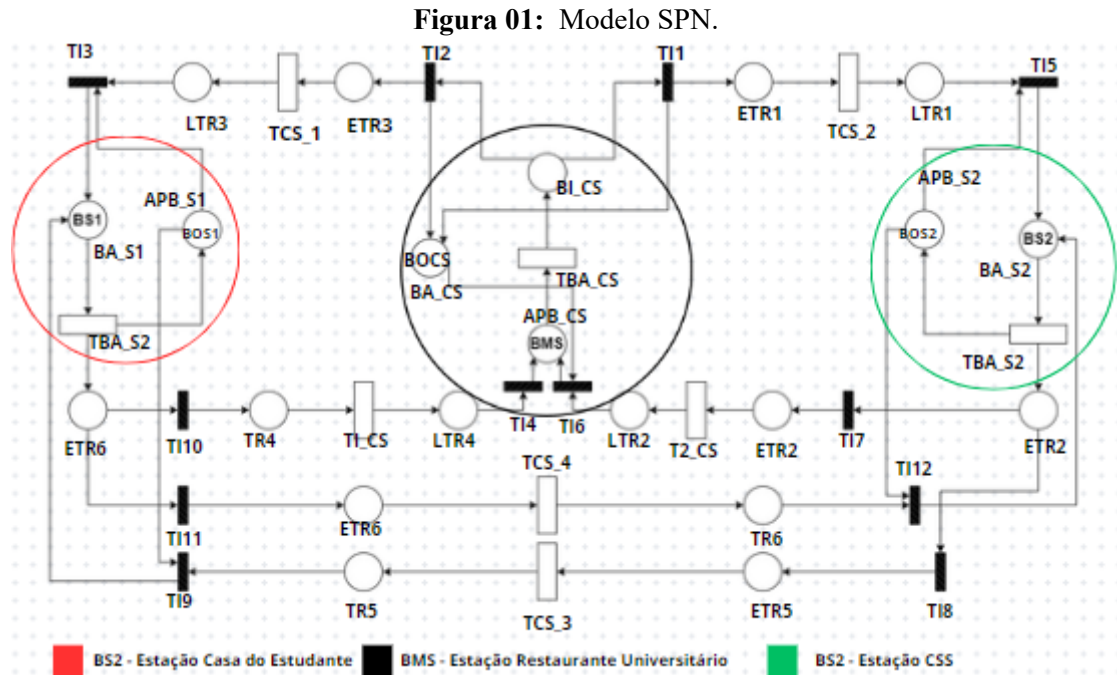 Figura 01: Modelo SPN.
TI3
TI2
TI1
TI5
LTR3
TCS_1
ETR3
ETR1
TCS_2
LTR1
BI_CS
APB_S1
BS1
BOS1
BA_S1
TBA_S2
BOCS
BA_CS
TBA_CS
APB_CS
BMS
APB_S2
BOS2
BS2
BA_S2
TBA_S2
ETR6
TI10
TR4
TI_CS
LTR4
TI4
TI6
LTR2
T2_CS
ETR2
TI7
ETR2
TCS_4
TI12
TI11
ETR6
TR6
TI9
TR5
TCS_3
ETR5
TI8
BS2 - Estação Casa do Estudante
BMS - Estação Restaurante Universitário
BS2 - Estação CSS